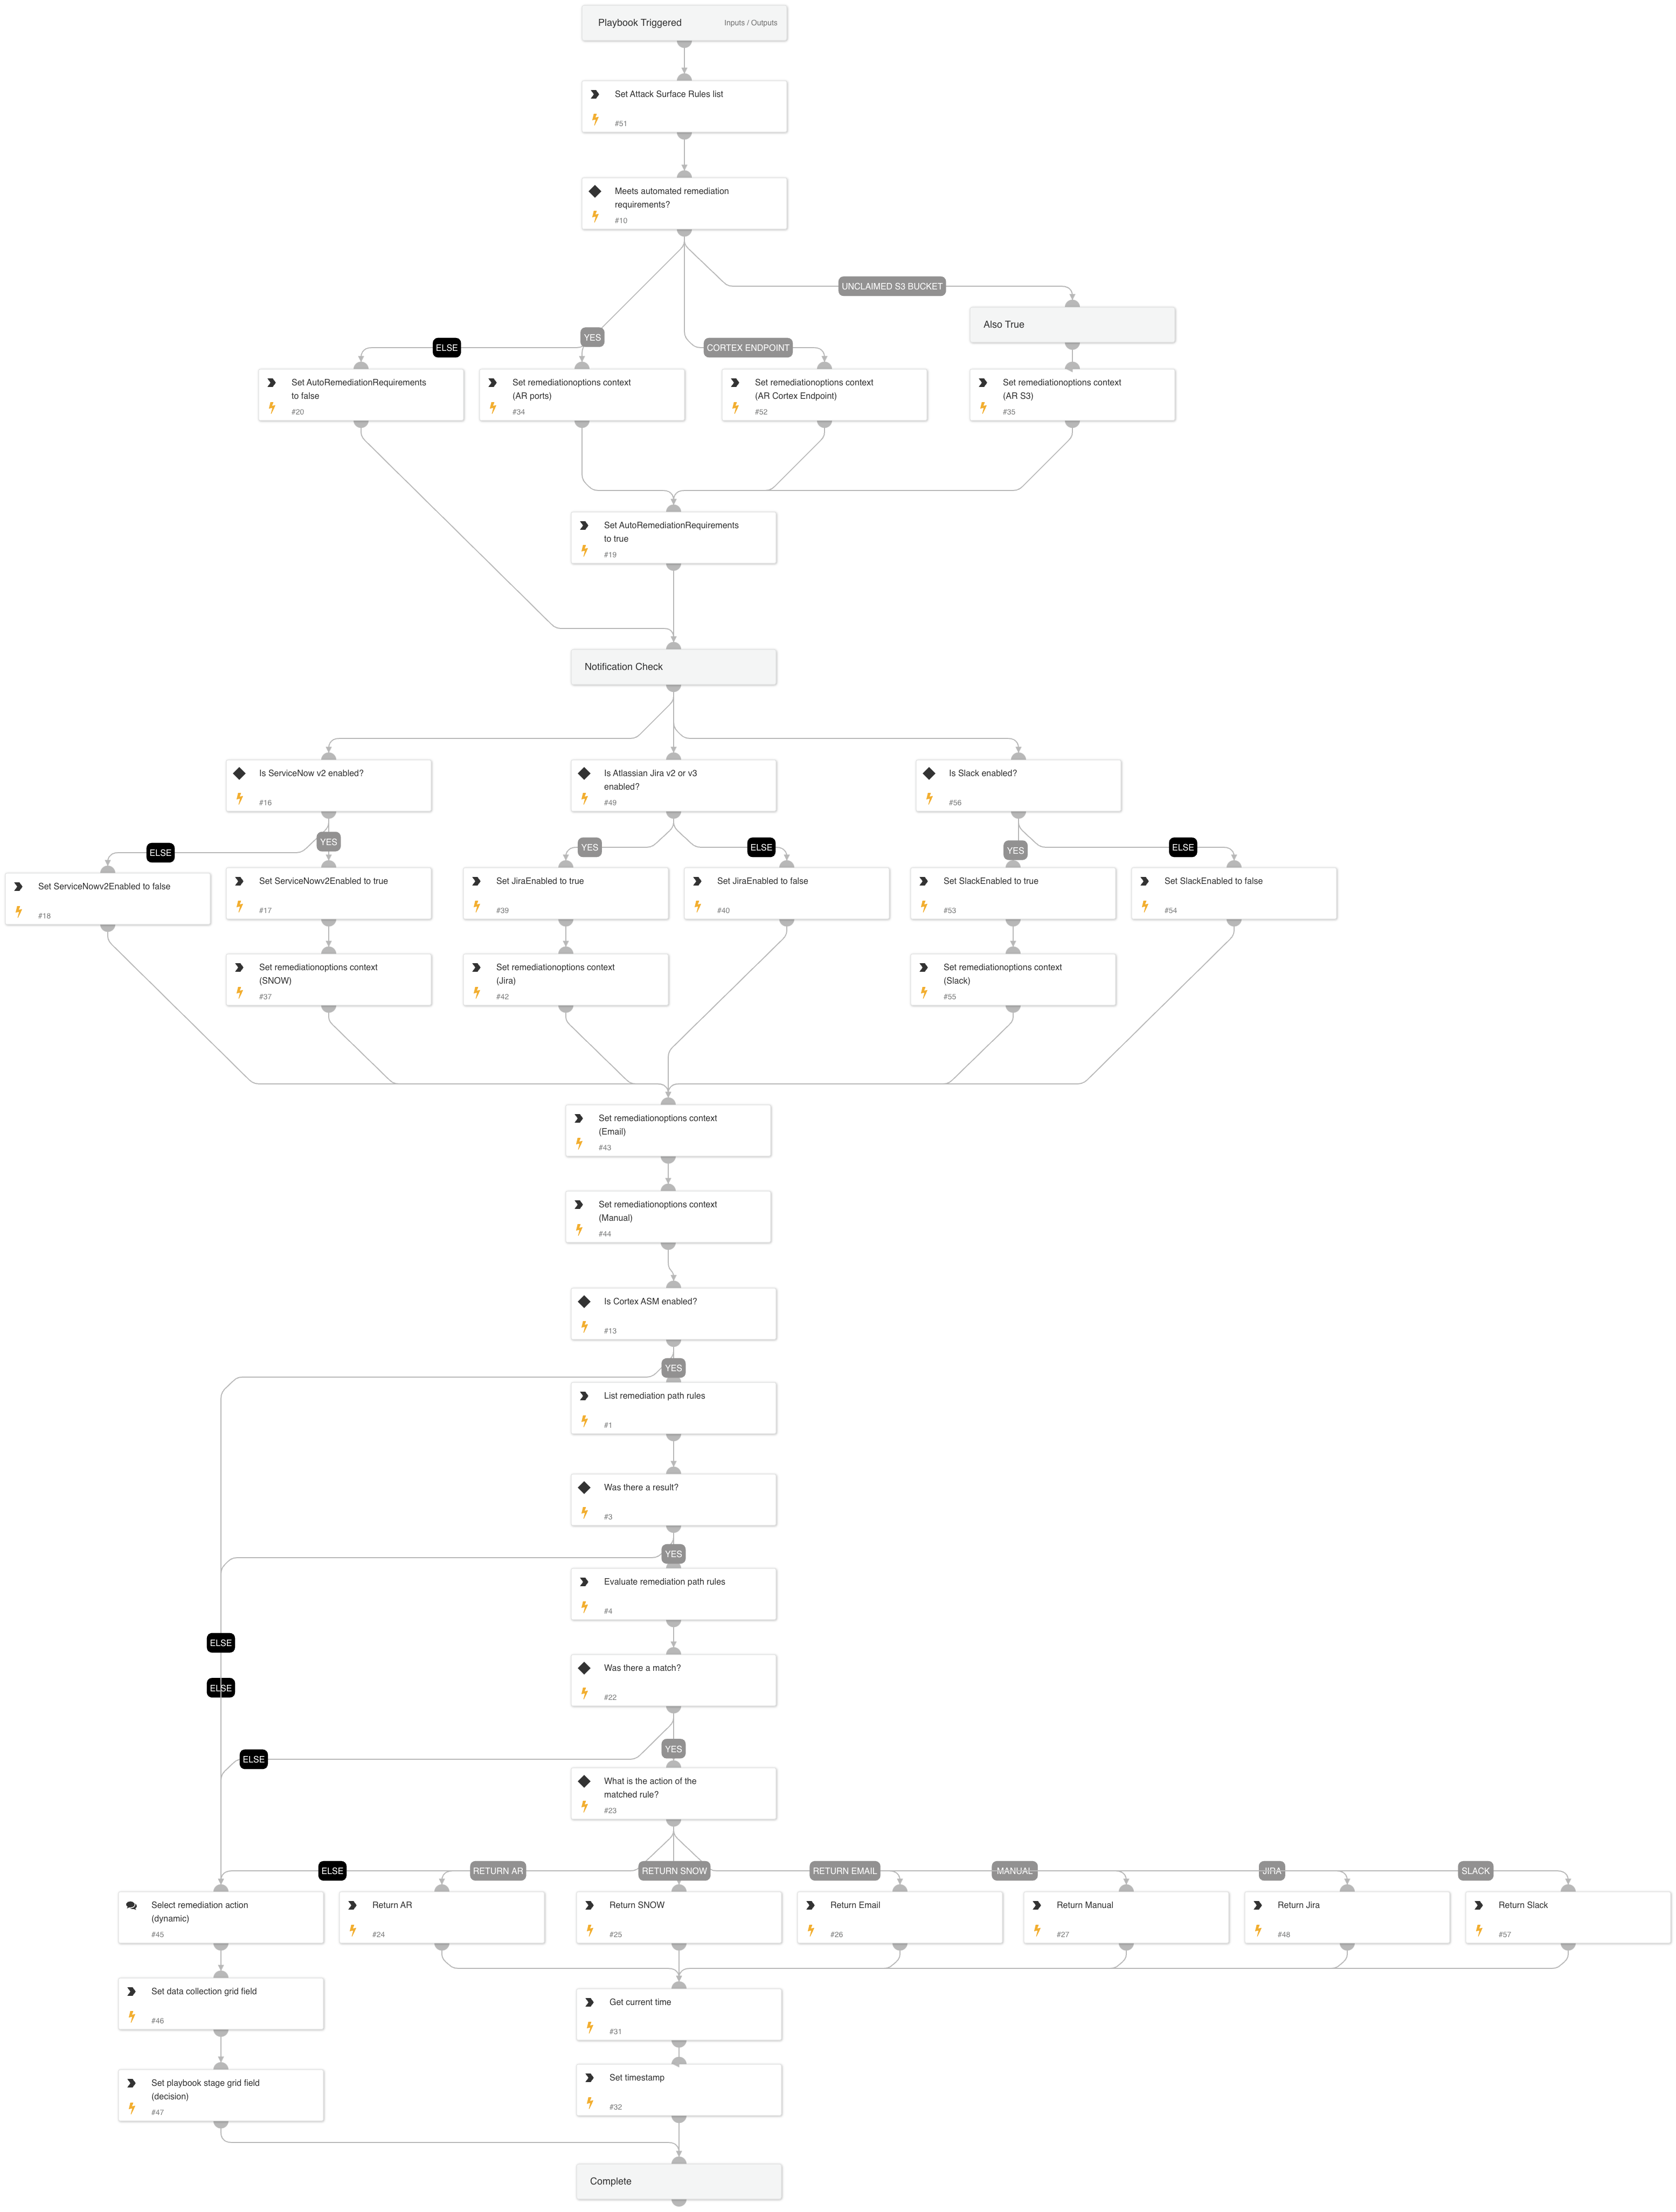 Playbook Triggered
Inputs / Outputs
Set Attack Surface Rules list
#51
Meets automated remediation
requirements?
#10
UNCLAIMED S3 BUCKET
Also True
YES
ELSE
CORTEX ENDPOINT
Set AutoRemediationRequirements
to false
#20
Set remediationoptions context
(AR ports)
#34
Set remediationoptions context
(AR Cortex Endpoint)
#52
Set remediationoptions context
(AR S3)
#35
Set AutoRemediationRequirements
to true
#19
Notification Check
Is ServiceNow v2 enabled?
#16
Is Atlassian Jira v2 or v3
enabled?
#49
Is Slack enabled?
#56
ELSE
YES
YES
ELSE
YES
ELSE
Set ServiceNowv2Enabled to false
#18
Set ServiceNowv2Enabled to true
#17
Set JiraEnabled to true
#39
Set JiraEnabled to false
#40
Set SlackEnabled to true
#53
Set SlackEnabled to false
#54
Set remediationoptions context
(SNOW)
#37
Set remediationoptions context
(Jira)
#42
Set remediationoptions context
(Slack)
#55
Set remediationoptions context
(Email)
#43
Set remediationoptions context
(Manual)
#44
Is Cortex ASM enabled?
#13
YES
List remediation path rules
#1
Was there a result?
#3
YES
Evaluate remediation path rules
#4
ELSE
Was there a match?
#22
ELSE
YES
ELSE
What is the action of the
matched rule?
#23
ELSE
RETURN AR
RETURN SNOW
RETURN EMAIL
MANUAL
JIRA
SLACK
Select remediation action
(dynamic)
#45
Return AR
#24
Return SNOW
#25
Return Email
#26
Return Manual
#27
Return Jira
#48
Return Slack
#57
Set data collection grid field
#46
Get current time
#31
Set playbook stage grid field
(decision)
#47
Set timestamp
#32
Complete